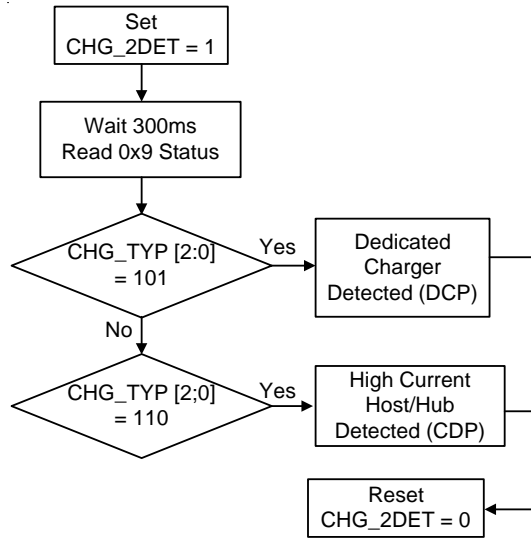 Set
CHG_2DET = 1
Wait 300ms
Read 0x9 Status
CHG_TYP [2:0]
= 101
Yes
Dedicated
Charger
Detected (DCP)
No
CHG_TYP [2;0]
= 110
Yes
High Current
Host/Hub
Detected (CDP)
Reset
CHG_2DET = 0